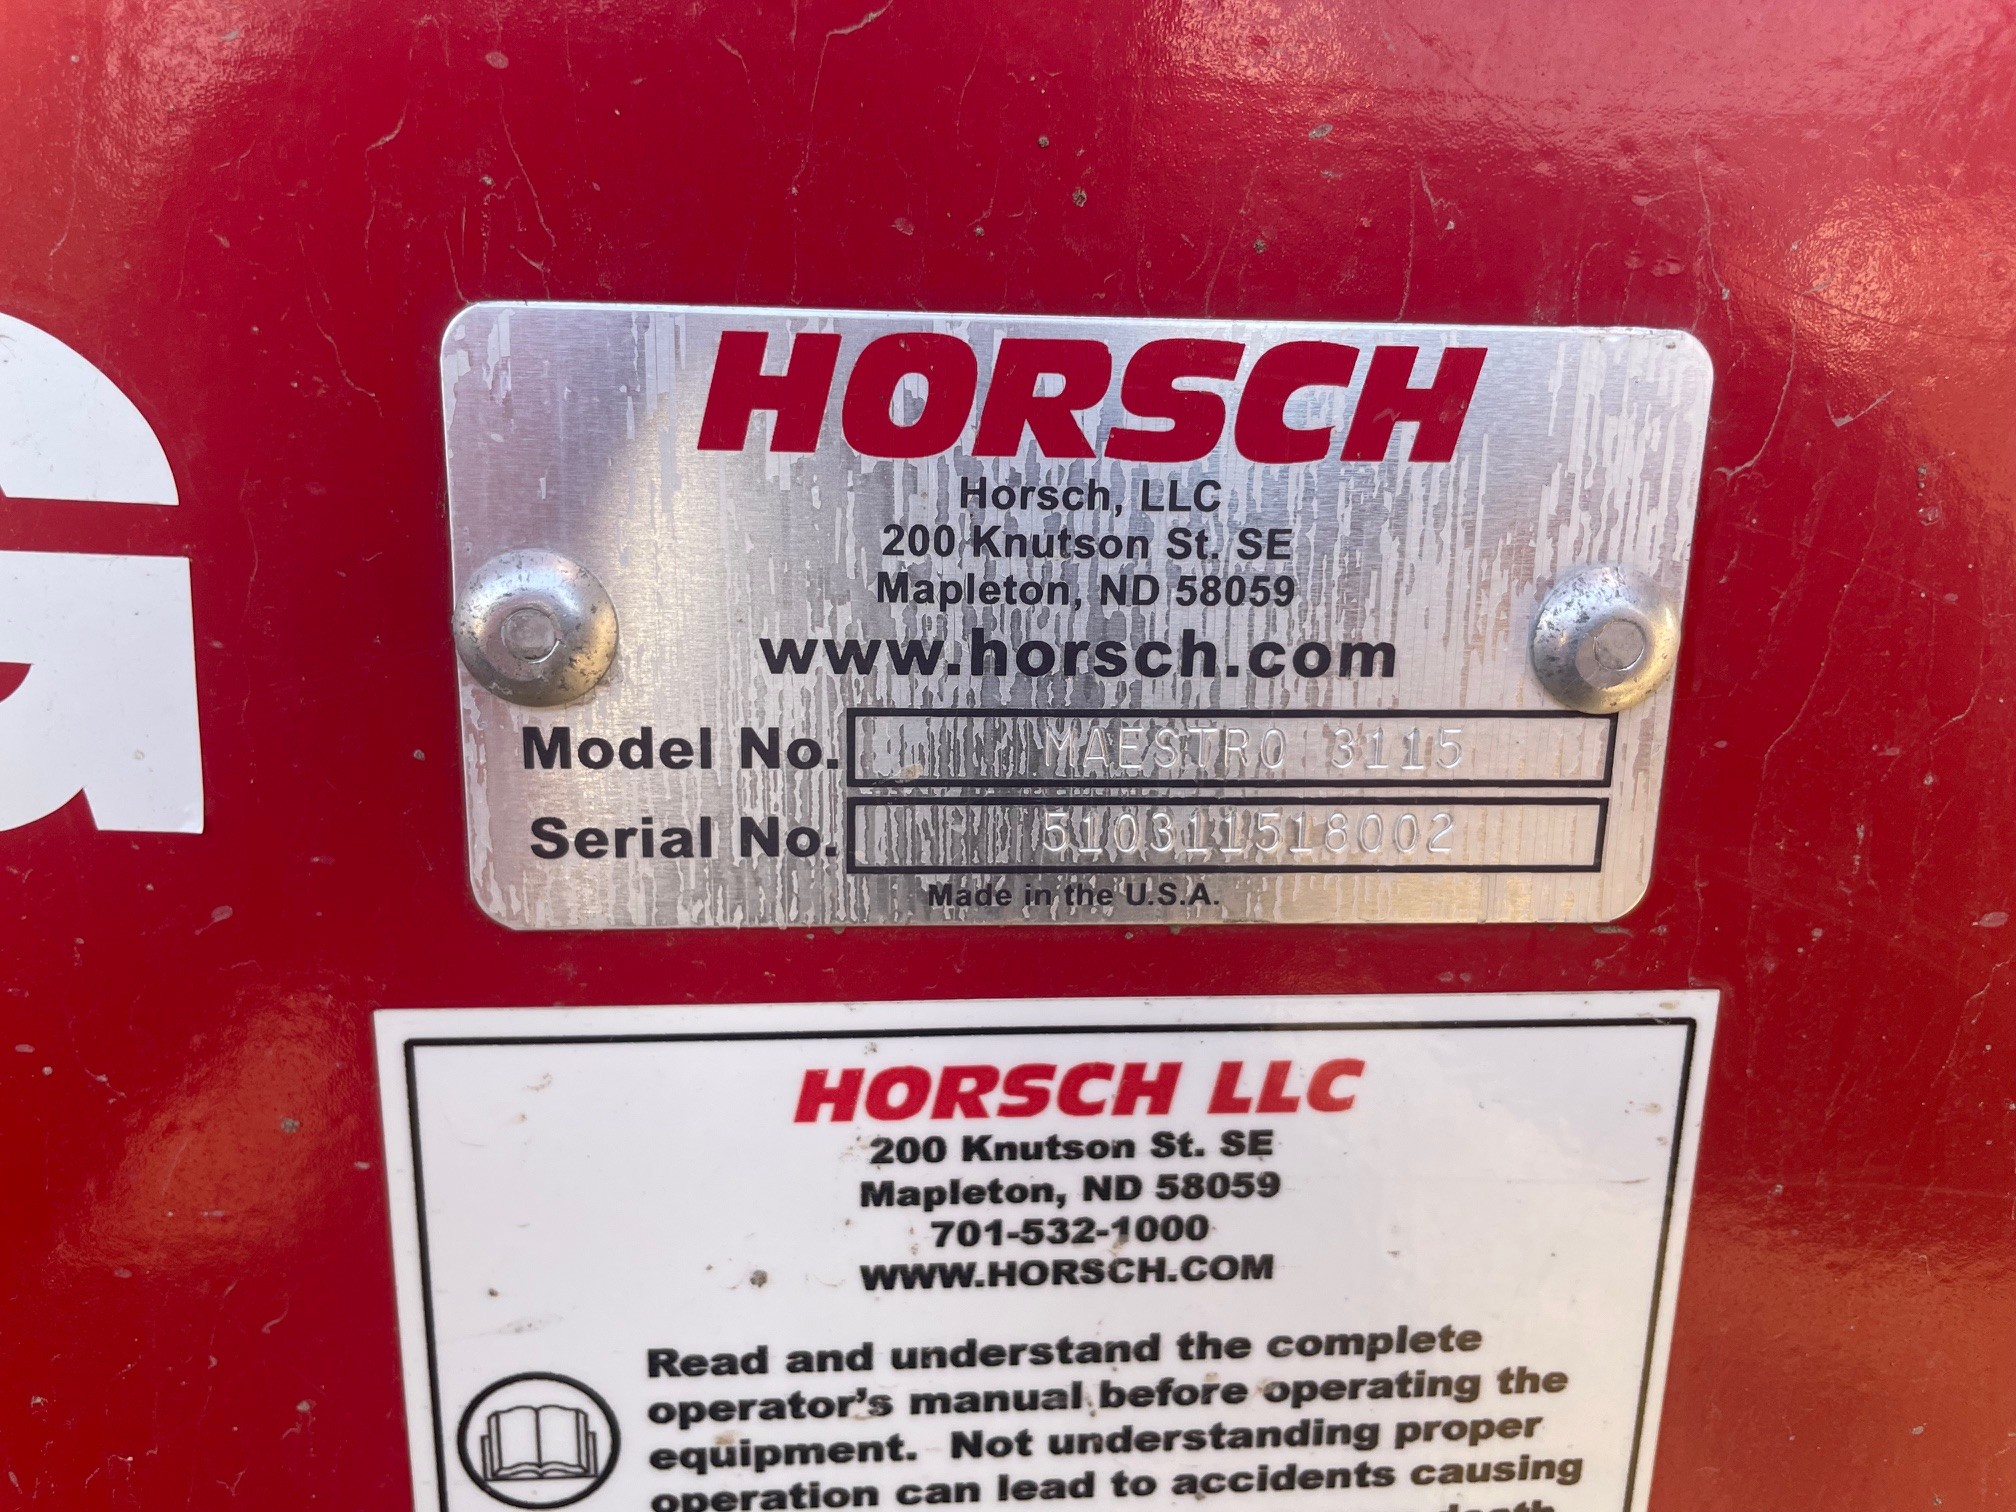 G
HORSCH
Horsch, LLC
200 Knutson St. SE
Mapleton, ND 58059
www.horsch.com
Model No. MAESTRO 3115
Serial No. 510311518002
Made in the U.S.A.
HORSCH LLC
200 Knutson St. SE
Mapleton, ND 58059
701-532-1000
WWW.HORSCH.COM
Read and understand the complete
operator's manual before operating the
equipment. Not understanding proper
operation can lead to accidents causing
death